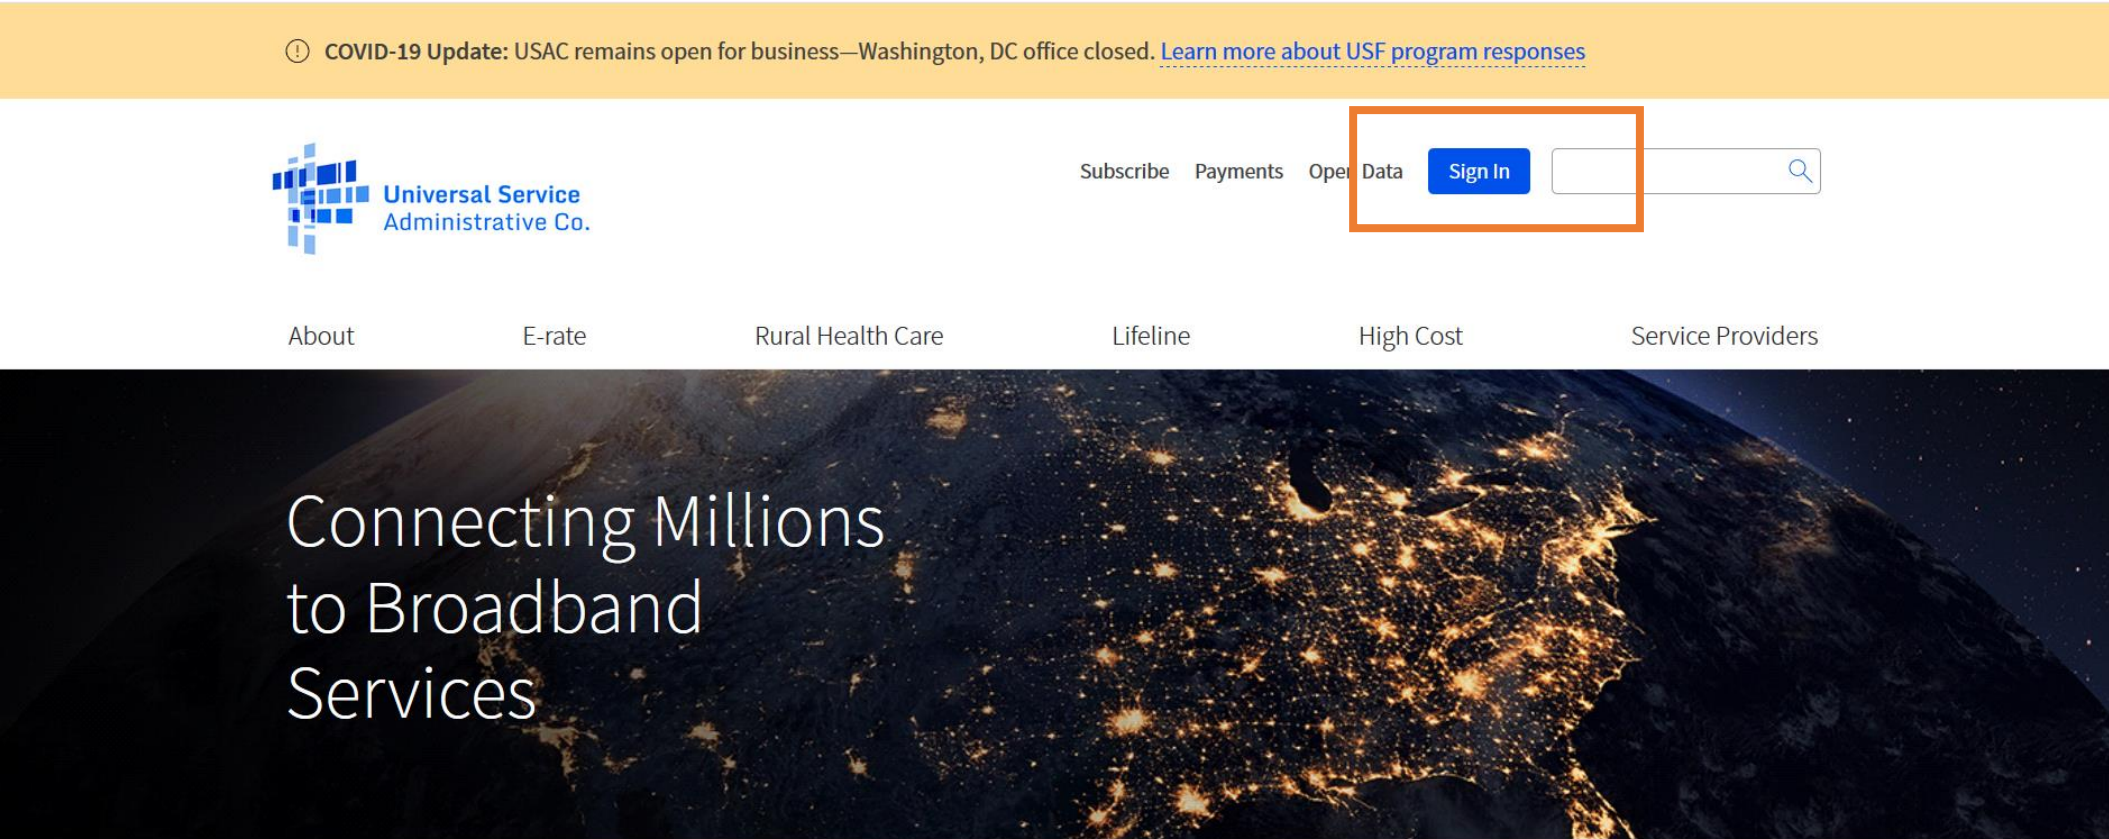 COVID-19 Update: USAC remains open for business—Washington, DC office closed. Learn more about USF program responses
Universal Service
Administrative Co.
Subscribe Payments Open Data Sign In
About E-rate Rural Health Care Lifeline High Cost Service Providers
Connecting Millions
to Broadband
Services